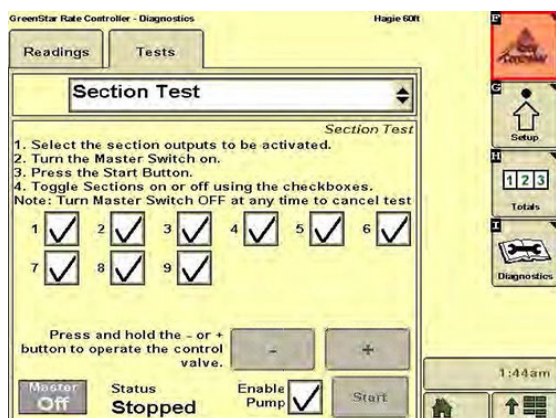 GreenStar Rate Controller - Diagnostics
Hagie 60ft
Readings
Tests
Section Test
Section Test
1. Select the section outputs to be activated.
2. Turn the Master Switch on.
3. Press the Start Button.
4. Toggle Sections on or off using the checkboxes.
Note: Turn Master Switch OFF at any time to cancel test
1 2 3 4 5 6
7 8 9
Press and hold the - or +
button to operate the control
valve.
- +
Master
Off
Status
Stopped
Enable
Pump
Start
F
G
Setup
H
1 2 3
Totals
I
Diagnostics
1:44am